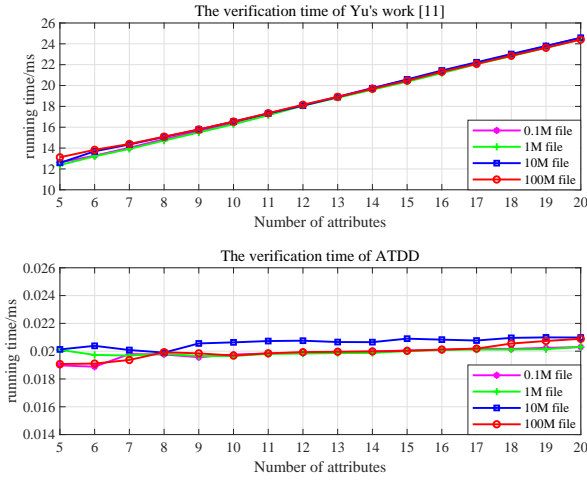 The verification time of Yu's work [11]
running time/ms
26
24
22
20
18
16
14
12
10
5 6 7 8 9 10 11 12 13 14 15 16 17 18 19 20
Number of attributes
0.1M file
1M file
10M file
100M file
The verification time of ATDD
running time/ms
0.026
0.024
0.022
0.02
0.018
0.016
0.014
5 6 7 8 9 10 11 12 13 14 15 16 17 18 19 20
Number of attributes
0.1M file
1M file
10M file
100M file